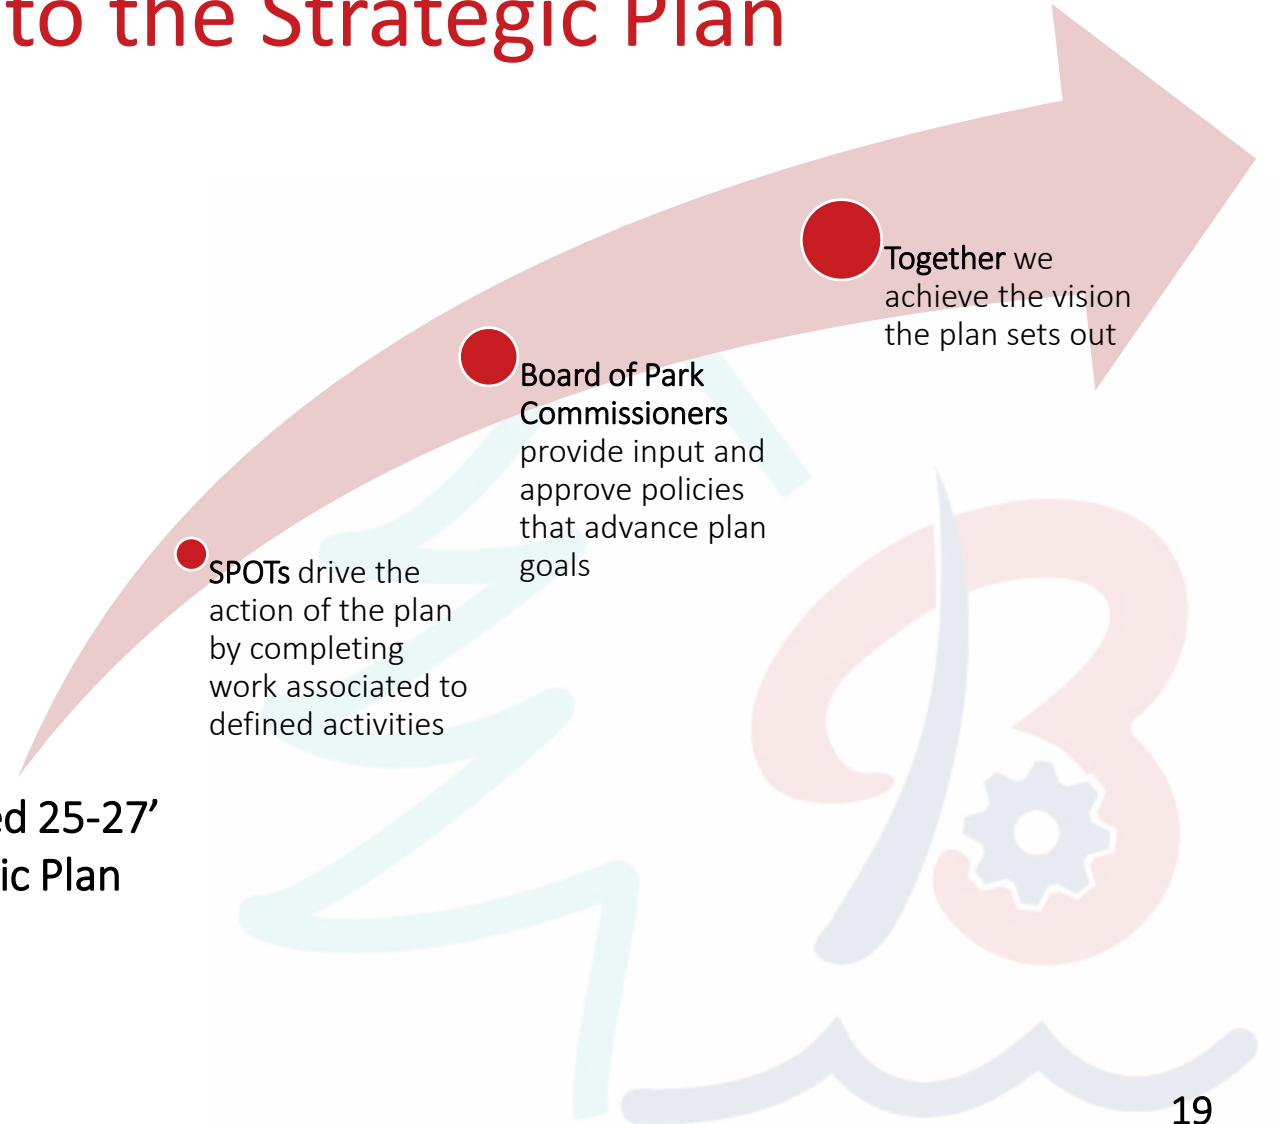 to the Strategic Plan
Together we
achieve the vision
the plan sets out
Board of Park
Commissioners
provide input and
approve policies
that advance plan
goals
SPOTs drive the
action of the plan
by completing
work associated to
defined activities
ed 25-27’
ic Plan
19